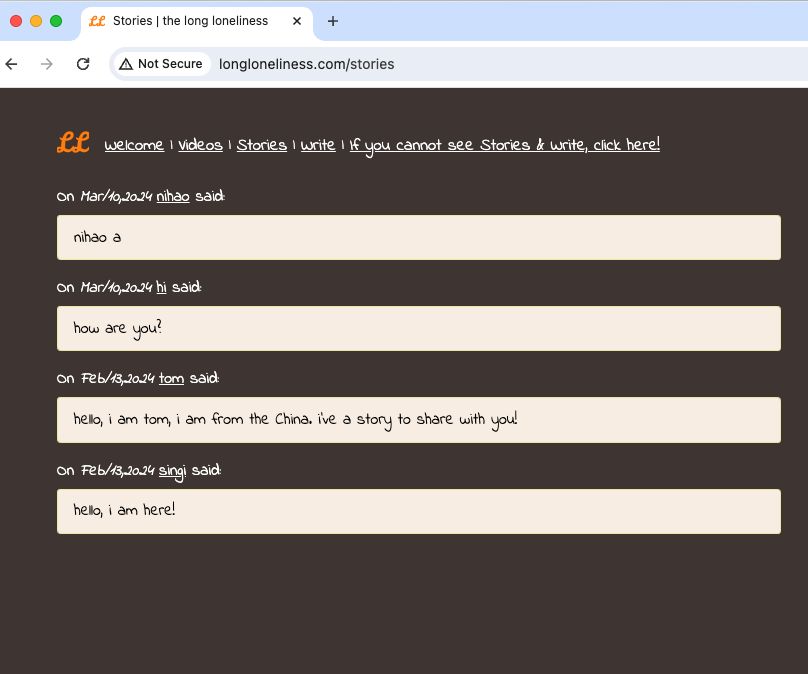 Stories | the long loneliness
Not Secure longloneliness.com/stories
LL Welcome | Videos | Stories | Write | If you cannot see Stories & Write, click here!
On Mar/10,2024 nihao said:
nihao a
On Mar/10,2024 hi said:
how are you?
On Feb/13,2024 tom said:
hello, i am tom, i am from the China. i've a story to share with you!
On Feb/13,2024 singi said:
hello, i am here!